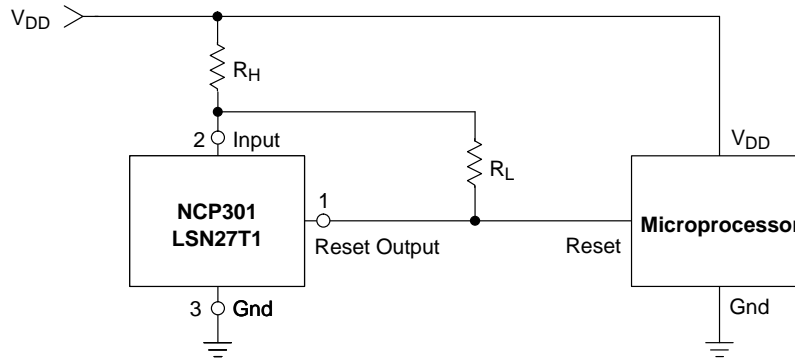 VDD
RH
2 Input
VDD
RL
NCP301
LSN27T1
1
Reset Output
Reset
Microprocessor
3 Gnd
Gnd